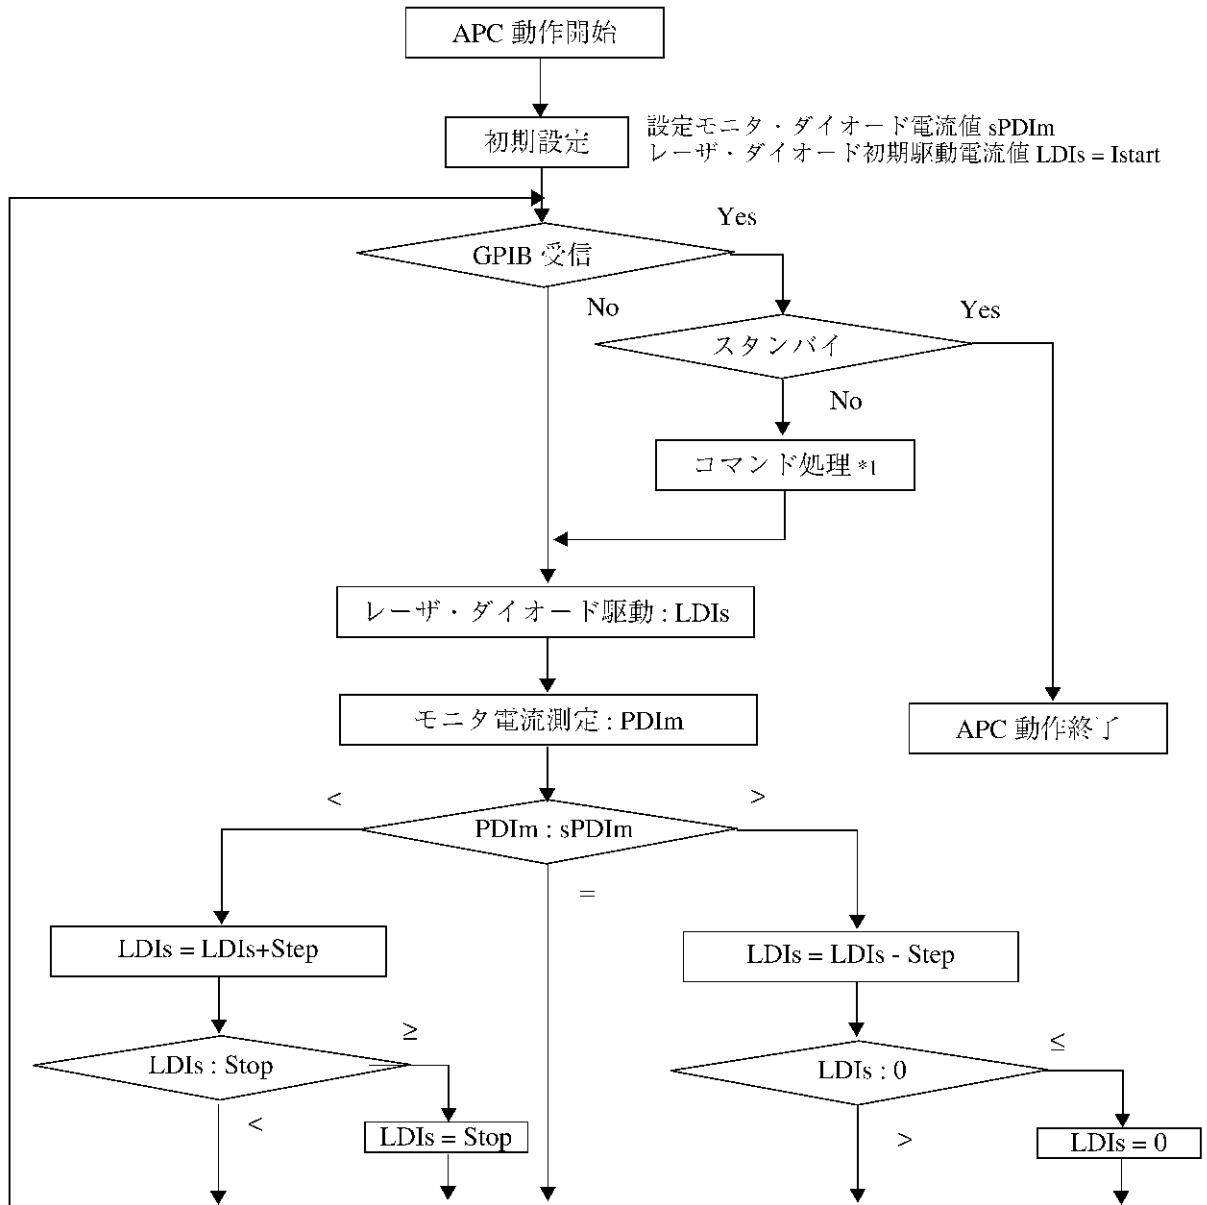 APC 動作開始
初期設定
設定モニタ・ダイオード電流値 sPDIm
レーザ・ダイオード初期駆動電流値 LDIs = Istart
Yes
GPIB 受信
No
Yes
スタンバイ
No
コマンド処理 *1
レーザ・ダイオード駆動 : LDIs
モニタ電流測定 : PDIm
APC 動作終了
<
>
PDIm : sPDIm
=
LDIs = LDIs+Step
LDIs = LDIs - Step
≥
LDIs : Stop
<
LDIs = Stop
≤
LDIs : 0
>
LDIs = 0